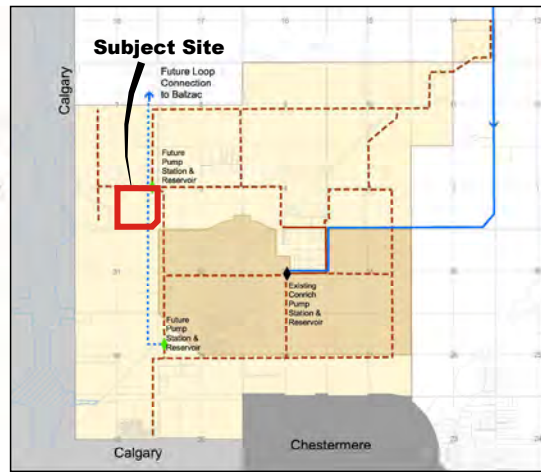 Subject Site
Calgary
Future Loop
Connection
to Balzac
Future
Pump
Station &
Reservoir
Existing
Conrich
Pump
Station &
Reservoir
Future
Pump
Station &
Reservoir
Calgary
Chestermere